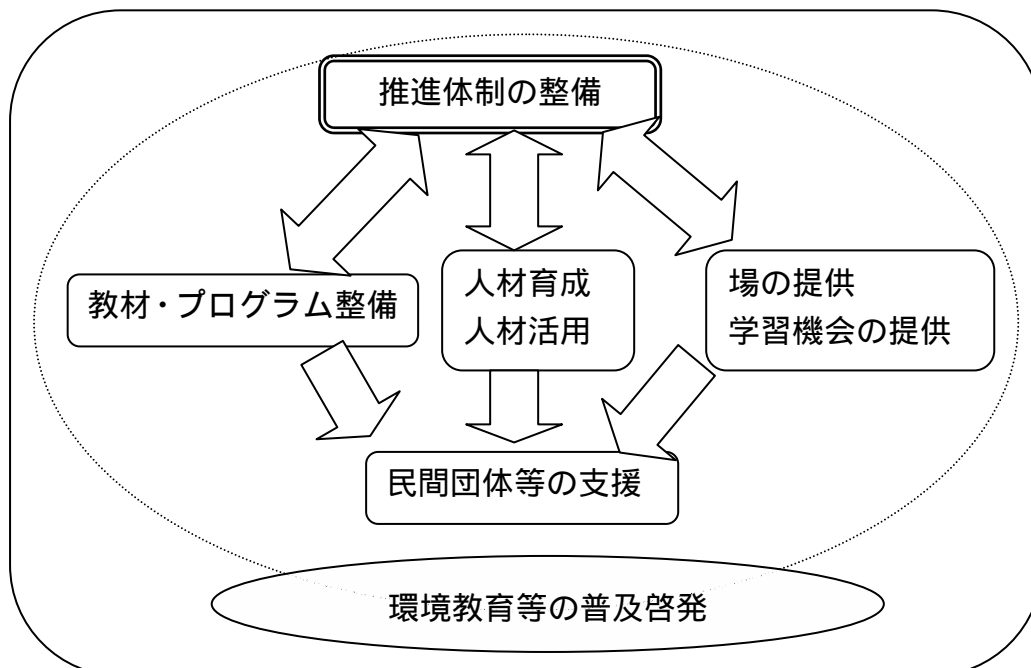 推進体制の整備
教材・プログラム整備
人材育成
人材活用
場の提供
学習機会の提供
民間団体等の支援
環境教育等の普及啓発